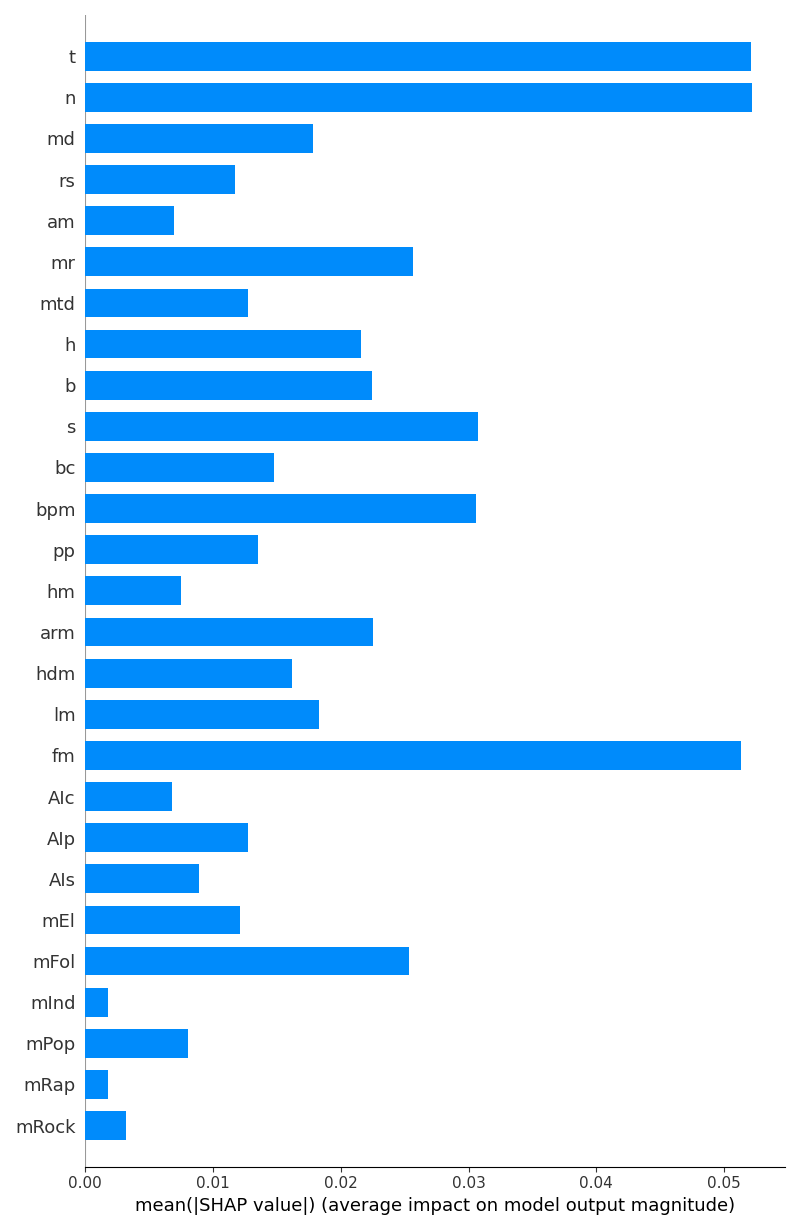 t
n
md
rs
am
mr
mtd
h
b
s
bc
bpm
pp
hm
arm
hdm
lm
fm
AIc
AIp
AIs
mEl
mFol
mInd
mPop
mRap
mRock
0.00 0.01 0.02 0.03 0.04 0.05
mean(|SHAP value|) (average impact on model output magnitude)